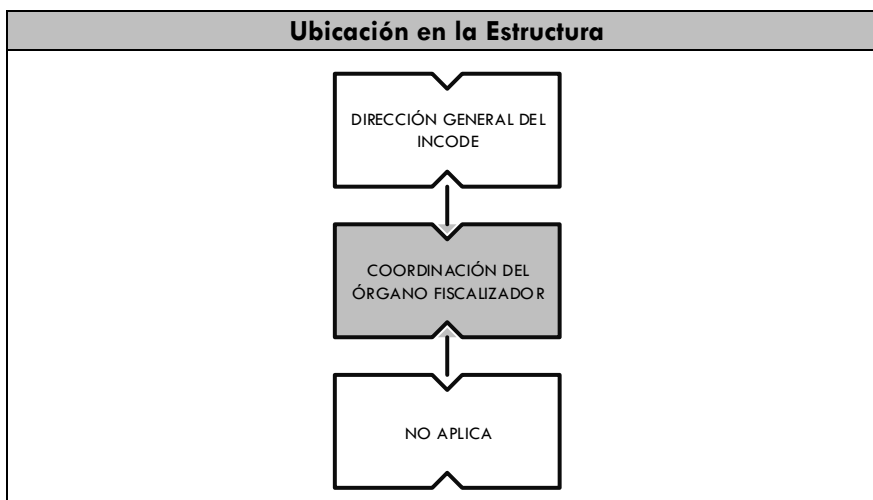 Ubicación en la Estructura
DIRECCIÓN GENERAL DEL
INCODE
COORDINACIÓN DEL
ÓRGANO FISCALIZADOR
NO APLICA